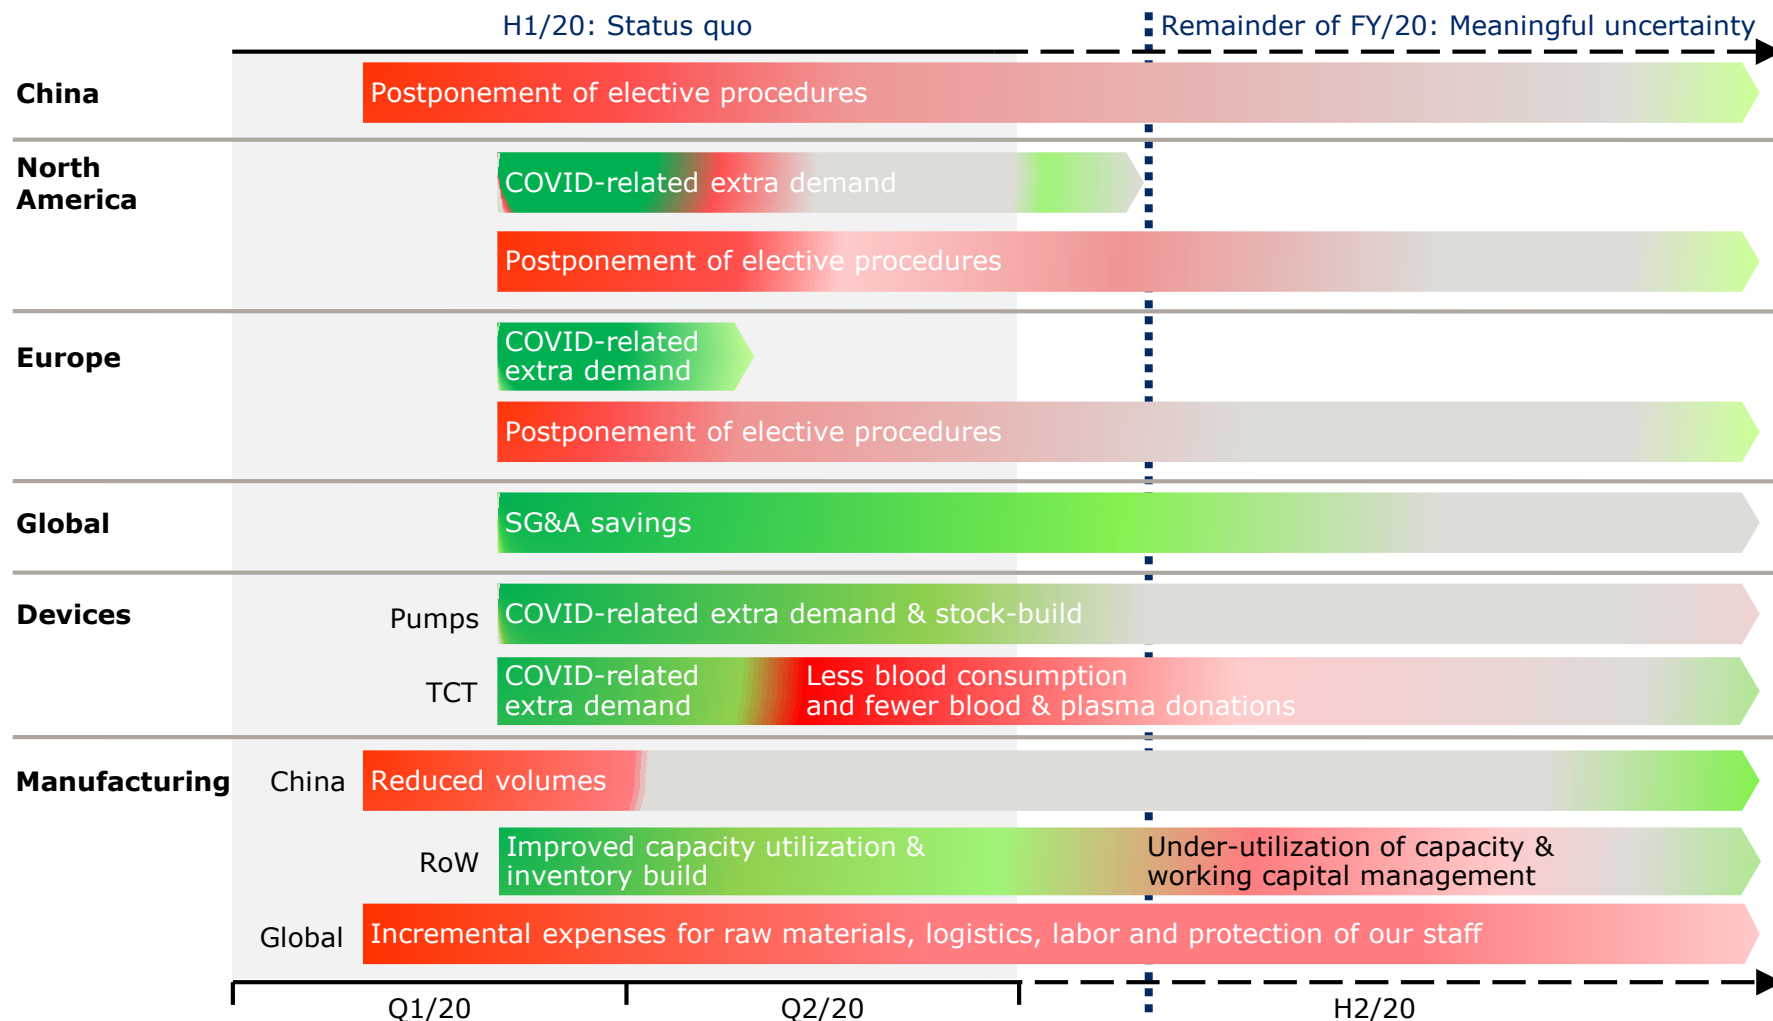 H1/20: Status quo
Remainder of FY/20: Meaningful uncertainty
China
Postponement of elective procedures
North
America
COVID-related extra demand
Postponement of elective procedures
Europe
COVID-related
extra demand
Postponement of elective procedures
Global
SG&A savings
Devices
Pumps
COVID-related extra demand & stock-build
TCT
COVID-related
extra demand
Less blood consumption
and fewer blood & plasma donations
Manufacturing
China
Reduced volumes
RoW
Improved capacity utilization &
inventory build
Under-utilization of capacity &
working capital management
Global
Incremental expenses for raw materials, logistics, labor and protection of our staff
Q1/20
Q2/20
H2/20